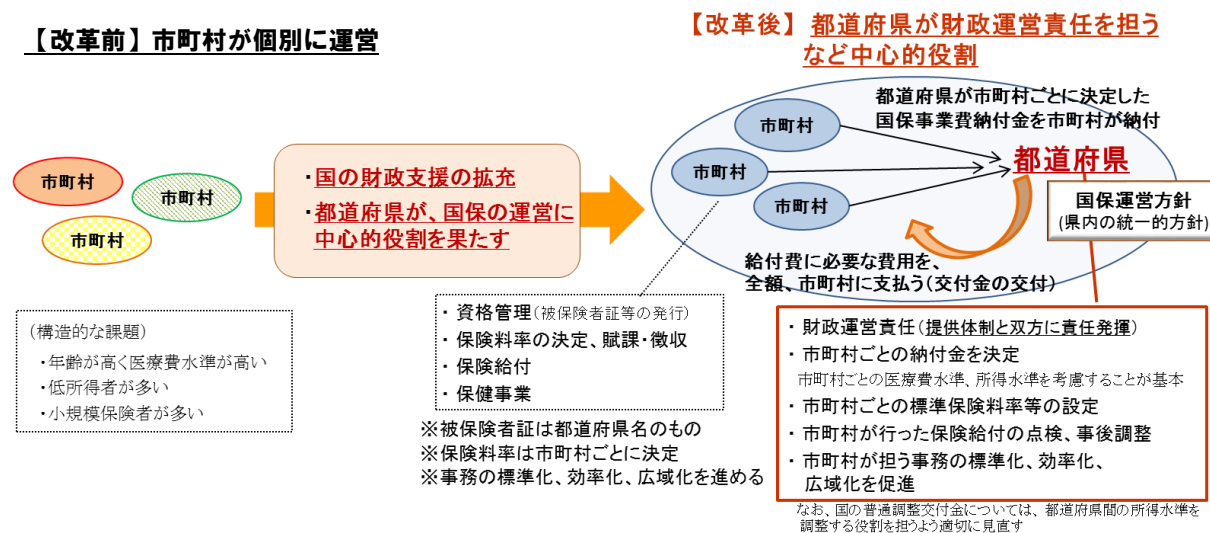 【改革前】市町村が個別に運営
市町村
市町村
市町村
(構造的な課題)
・年齢が高く医療費水準が高い
・低所得者が多い
・小規模保険者が多い
・国の財政支援の拡充
・都道府県が、国保の運営に
中心的役割を果たす
【改革後】都道府県が財政運営責任を担う
など中心的役割
都道府県が市町村ごとに決定した
国保事業費納付金を市町村が納付
市町村
市町村
市町村
都道府県
国保運営方針
(県内の統一的方針)
給付費に必要な費用を、
全額、市町村に支払う(交付金の交付)
・資格管理(被保険者証等の発行)
・保険料率の決定、賦課・徴収
・保険給付
・保健事業
※被保険者証は都道府県名のもの
※保険料率は市町村ごとに決定
※事務の標準化、効率化、広域化を進める
・財政運営責任(提供体制と双方に責任発揮)
・市町村ごとの納付金を決定
市町村ごとの医療費水準、所得水準を考慮することが基本
・市町村ごとの標準保険料率等の設定
・市町村が行った保険給付の点検、事後調整
・市町村が担う事務の標準化、効率化、
広域化を促進
なお、国の普通調整交付金については、都道府県間の所得水準を
調整する役割を担うよう適切に見直す